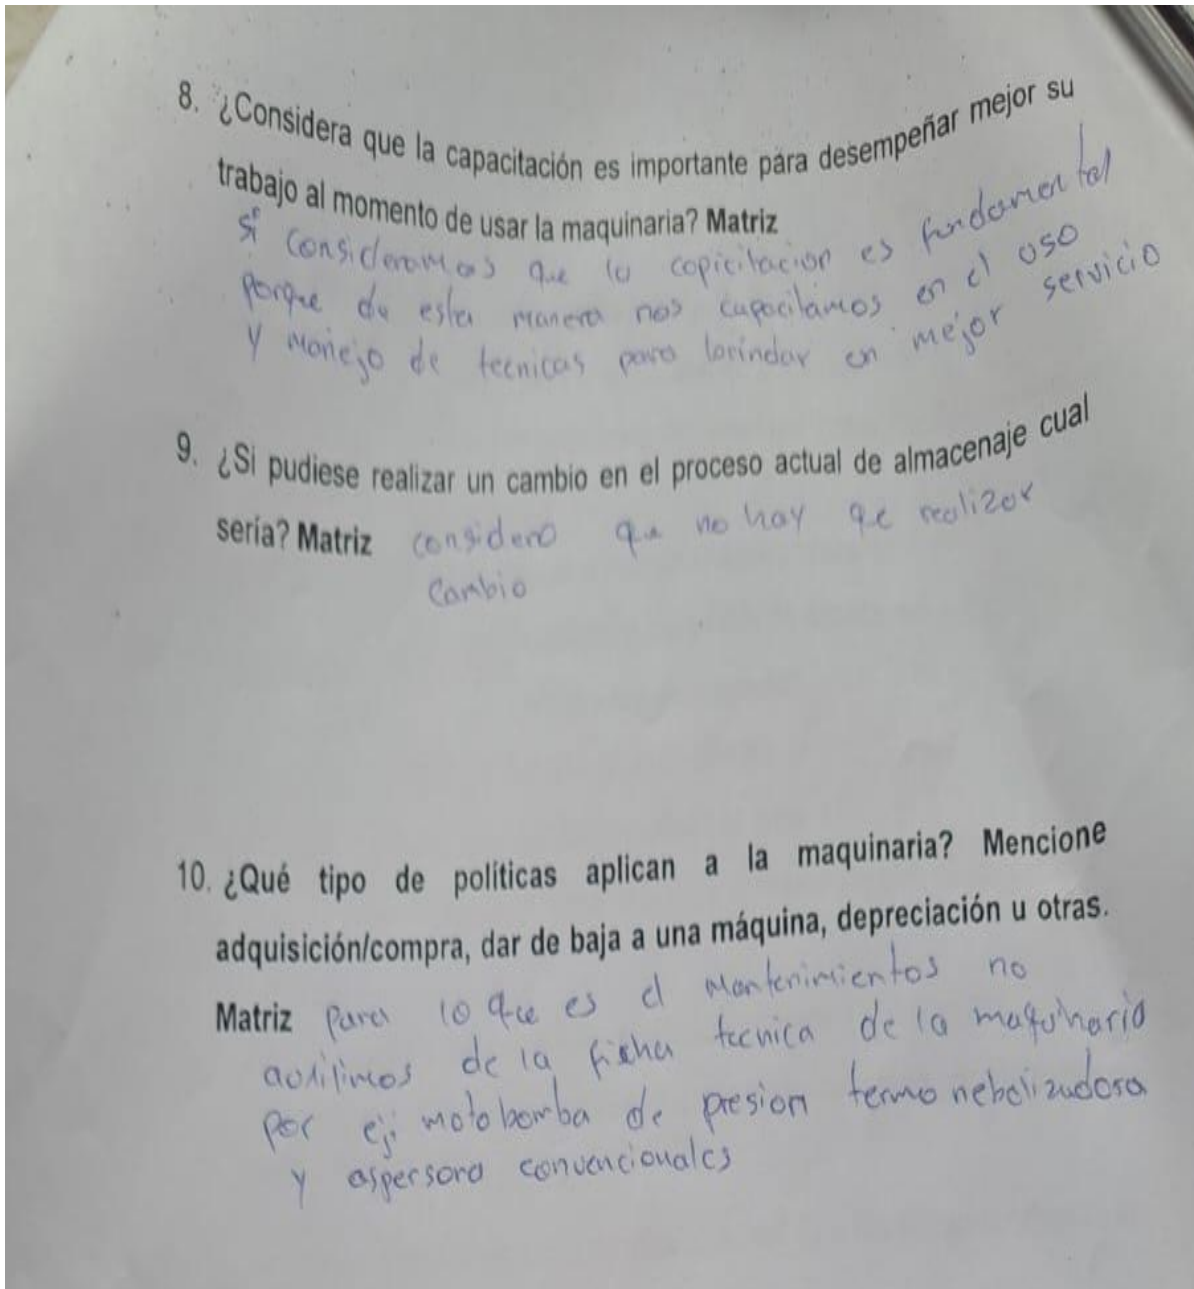 8. ¿Considera que la capacitación es importante para desempeñar mejor su
trabajo al momento de usar la maquinaria? Matriz
si consideramos que la copicitacion es fundamental
porque de esta manera nos capacitamos en el uso
y manejo de tecnicas para brindar un mejor servicio
9. ¿Si pudiese realizar un cambio en el proceso actual de almacenaje cual
sería? Matriz considero que no hay qe realizar
Cambio
10. ¿Qué tipo de políticas aplican a la maquinaria? Mencione
adquisición/compra, dar de baja a una máquina, depreciación u otras.
Matriz para lo que es el Mantenimientos no
de la ficha tecnica de la maquinaria
por ej: motobomba de presion termo nebolizadora
y aspersora convencionales